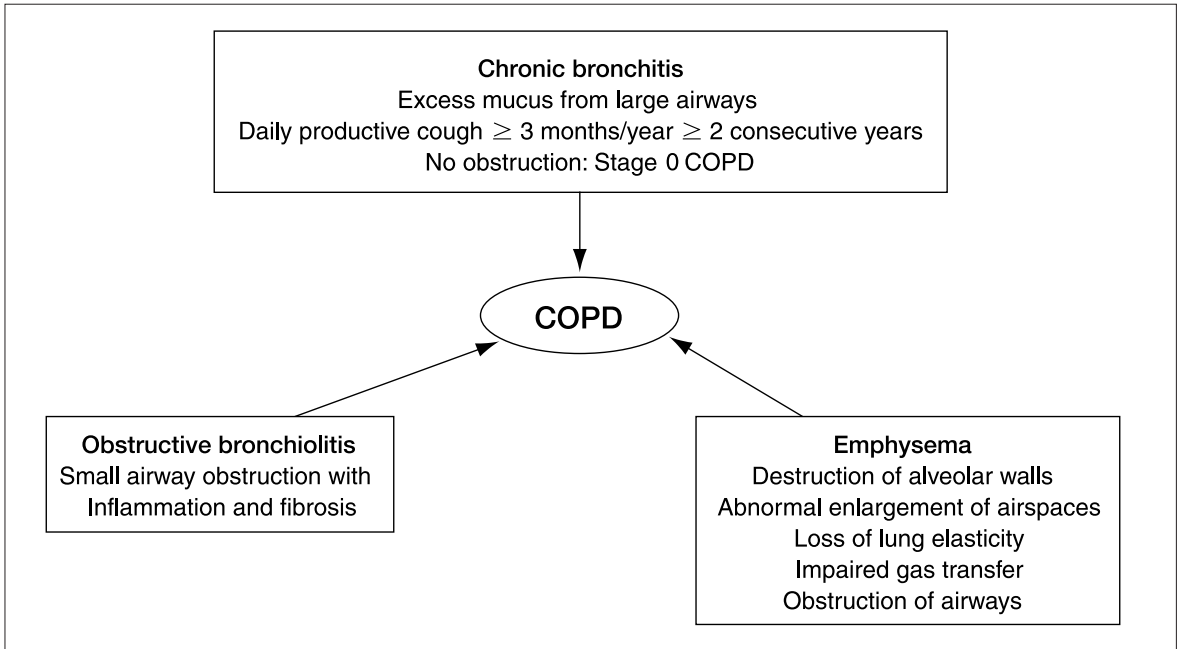 Chronic bronchitis
Excess mucus from large airways
Daily productive cough ≥ 3 months/year ≥ 2 consecutive years
No obstruction: Stage 0 COPD
COPD
Obstructive bronchiolitis
Small airway obstruction with
Inflammation and fibrosis
Emphysema
Destruction of alveolar walls
Abnormal enlargement of airspaces
Loss of lung elasticity
Impaired gas transfer
Obstruction of airways